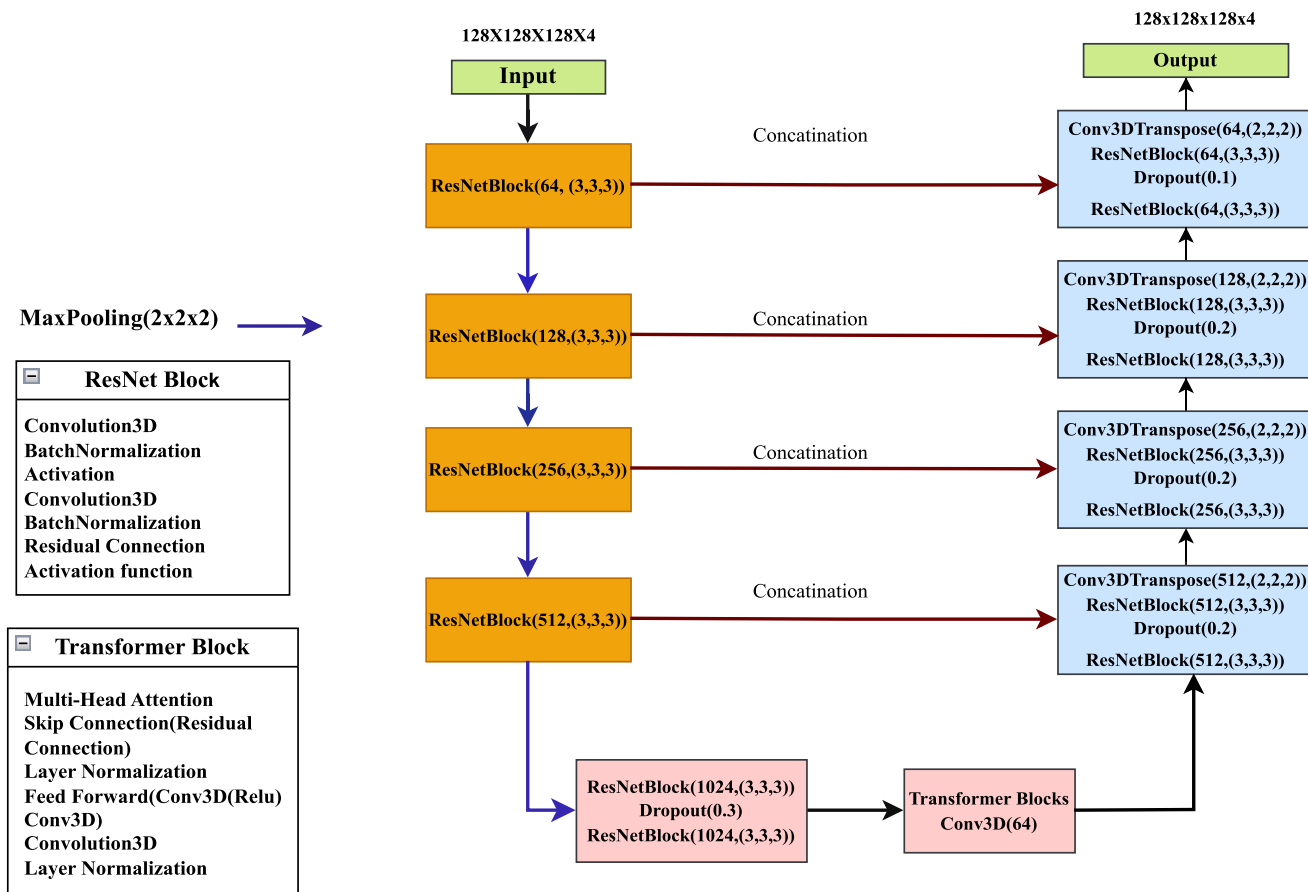 128X128X128X4
Input
ResNetBlock(64, (3,3,3))
ResNetBlock(128,(3,3,3))
ResNetBlock(256,(3,3,3))
ResNetBlock(512,(3,3,3))
Concatination
Concatination
Concatination
Concatination
128x128x128x4
Output
Conv3DTranspose(64,(2,2,2))
ResNetBlock(64,(3,3,3))
Dropout(0.1)
ResNetBlock(64,(3,3,3))
Conv3DTranspose(128,(2,2,2))
ResNetBlock(128,(3,3,3))
Dropout(0.2)
ResNetBlock(128,(3,3,3))
Conv3DTranspose(256,(2,2,2))
ResNetBlock(256,(3,3,3))
Dropout(0.2)
ResNetBlock(256,(3,3,3))
Conv3DTranspose(512,(2,2,2))
ResNetBlock(512,(3,3,3))
Dropout(0.2)
ResNetBlock(512,(3,3,3))
ResNetBlock(1024,(3,3,3))
Dropout(0.3)
ResNetBlock(1024,(3,3,3))
Transformer Blocks
Conv3D(64)
MaxPooling(2x2x2)
ResNet Block
Convolution3D
BatchNormalization
Activation
Convolution3D
BatchNormalization
Residual Connection
Activation function
Transformer Block
Multi-Head Attention
Skip Connection(Residual
Connection)
Layer Normalization
Feed Forward(Conv3D(Relu)
Conv3D)
Convolution3D
Layer Normalization